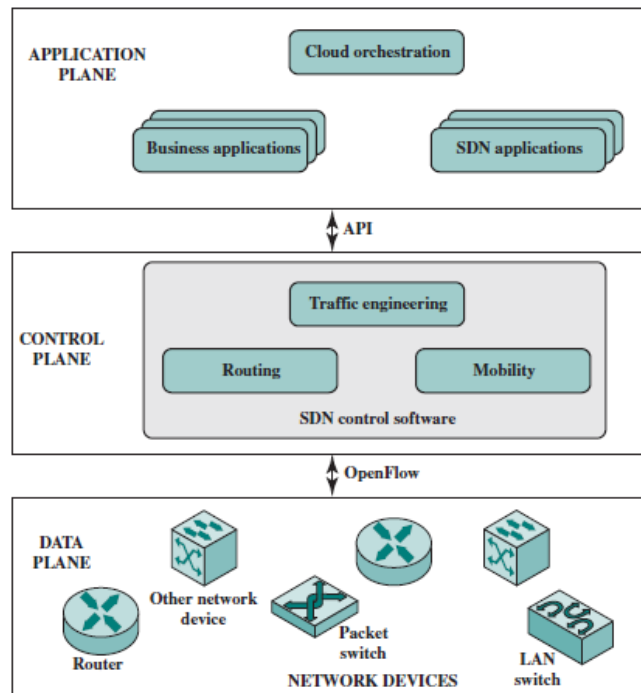 APPLICATION
PLANE
Cloud orchestration
Business applications
SDN applications
API
CONTROL
PLANE
Traffic engineering
Routing
Mobility
SDN control software
OpenFlow
DATA
PLANE
Other network
device
Router
Packet
switch
LAN
switch
NETWORK DEVICES